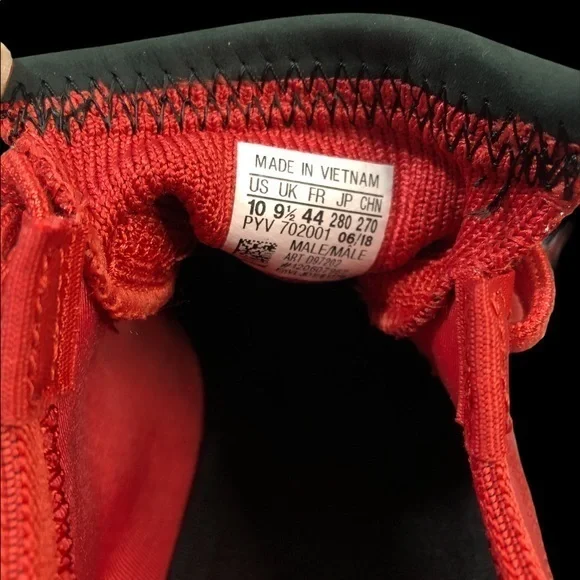 MADE IN VIETNAM
US UK FR JP CHN
10 9½ 44 280 270
PYV 702001 06/18
MALE/MALE